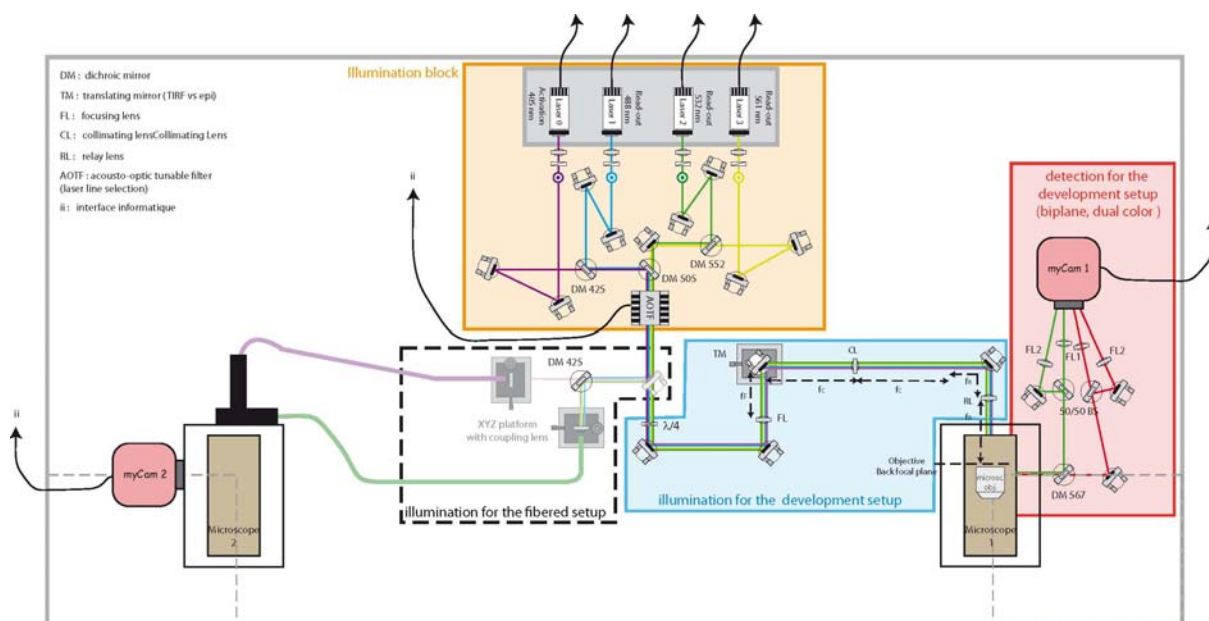 DM : dichroic mirror
TM : translating mirror (TIRF vs epi)
FL : focusing lens
CL : collimating lensCollimating Lens
RL : relay lens
AOTF : acousto-optic tunable filter
(laser line selection)
ii : interface informatique
Illumination block
Laser 0
Activation
405 nm
Laser 1
Read-out
488 nm
Laser 2
Read-out
532 nm
Laser 3
Read-out
561 nm
DM 425
DM 505
DM 552
AOTF
ii
detection for the
development setup
(biplane, dual color )
myCam 1
FL2
FL1
FL2
50/50 BS
DM 567
DM 425
XYZ platform
with coupling lens
illumination for the fibered setup
TM
CL
fc
fc
FL
λ/4
RL
Objective
Back focal plane
illumination for the development setup
microsc.
obj.
Microscope
1
ii
myCam 2
Microscope
2